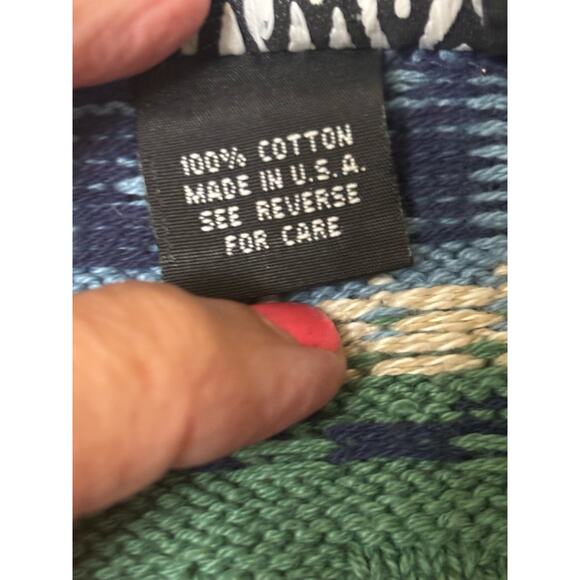 100% COTTON
MADE IN U.S.A.
SEE REVERSE
FOR CARE